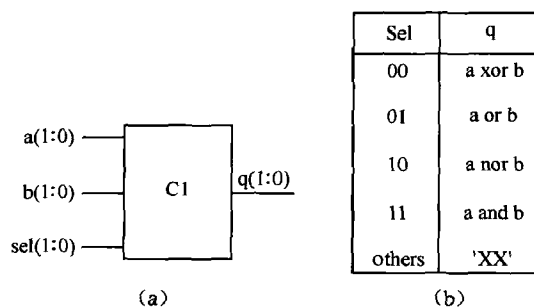 a(1:0)
b(1:0)
sel(1:0)
C1
q(1:0)
(a)
Sel q
00 a xor b
01 a or b
10 a nor b
11 a and b
others 'XX'
(b)